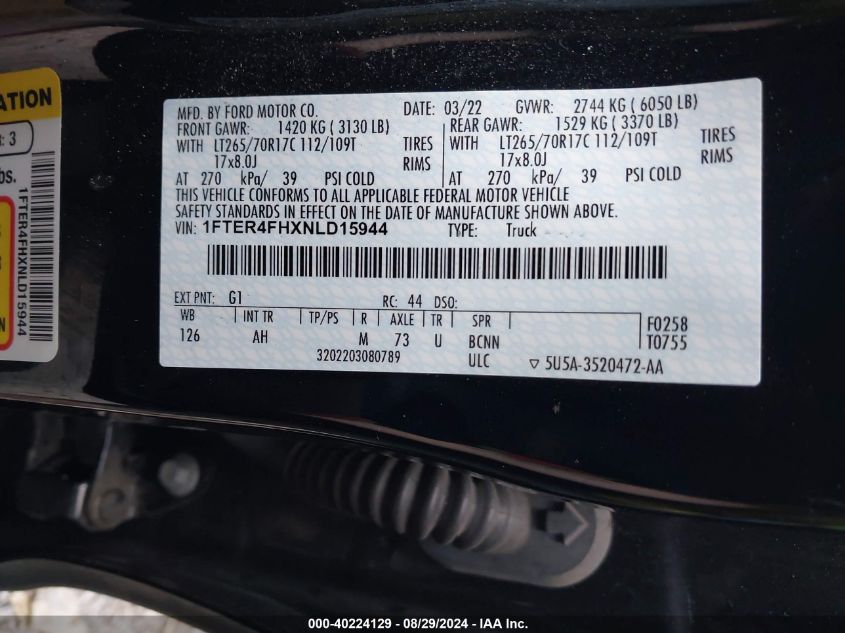 ATION
: 3
bs.
1FTER4FHXNLD15944
N
MFD. BY FORD MOTOR CO. DATE: 03/22 GVWR: 2744 KG ( 6050 LB)
FRONT GAWR: 1420 KG ( 3130 LB) REAR GAWR: 1529 KG ( 3370 LB)
WITH LT265/70R17C 112/109T TIRES WITH LT265/70R17C 112/109T TIRES
17x8.0J RIMS 17x8.0J RIMS
AT 270 kPa/ 39 PSI COLD AT 270 kPa/ 39 PSI COLD
THIS VEHICLE CONFORMS TO ALL APPLICABLE FEDERAL MOTOR VEHICLE
SAFETY STANDARDS IN EFFECT ON THE DATE OF MANUFACTURE SHOWN ABOVE.
VIN: 1FTER4FHXNLD15944 TYPE: Truck
EXT PNT: G1 RC: 44 DSO:
WB INT TR TP/PS R AXLE TR SPR F0258
126 AH M 73 U BCNN T0755
3202203080789 ULC ▽ 5U5A-3520472-AA
000-40224129 - 08/29/2024 - IAA Inc.